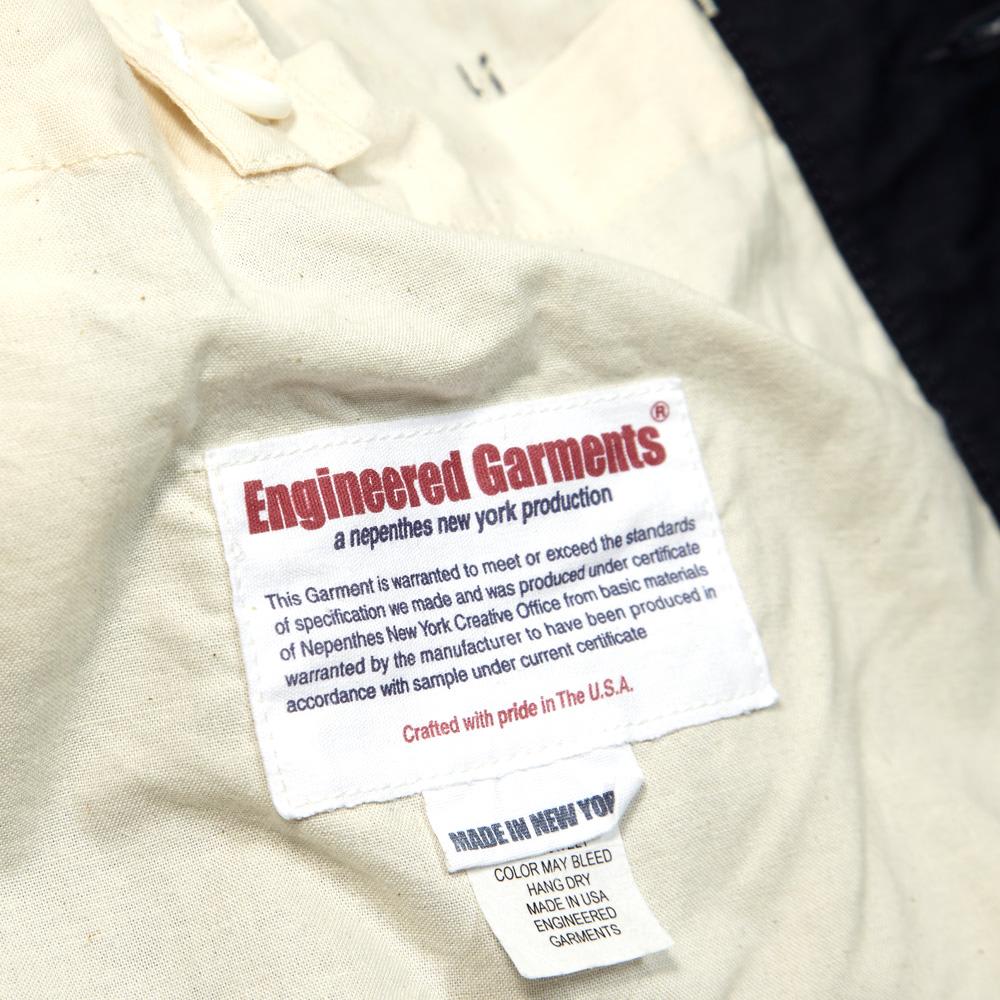 Engineered Garments®
a nepenthes new york production
This Garment is warranted to meet or exceed the standards
of specification we made and was produced under certificate
of Nepenthes New York Creative Office from basic materials
warranted by the manufacturer to have been produced in
accordance with sample under current certificate
Crafted with pride in The U.S.A.
MADE IN NEW YOR
COLOR MAY BLEED
HANG DRY
MADE IN USA
ENGINEERED
GARMENTS